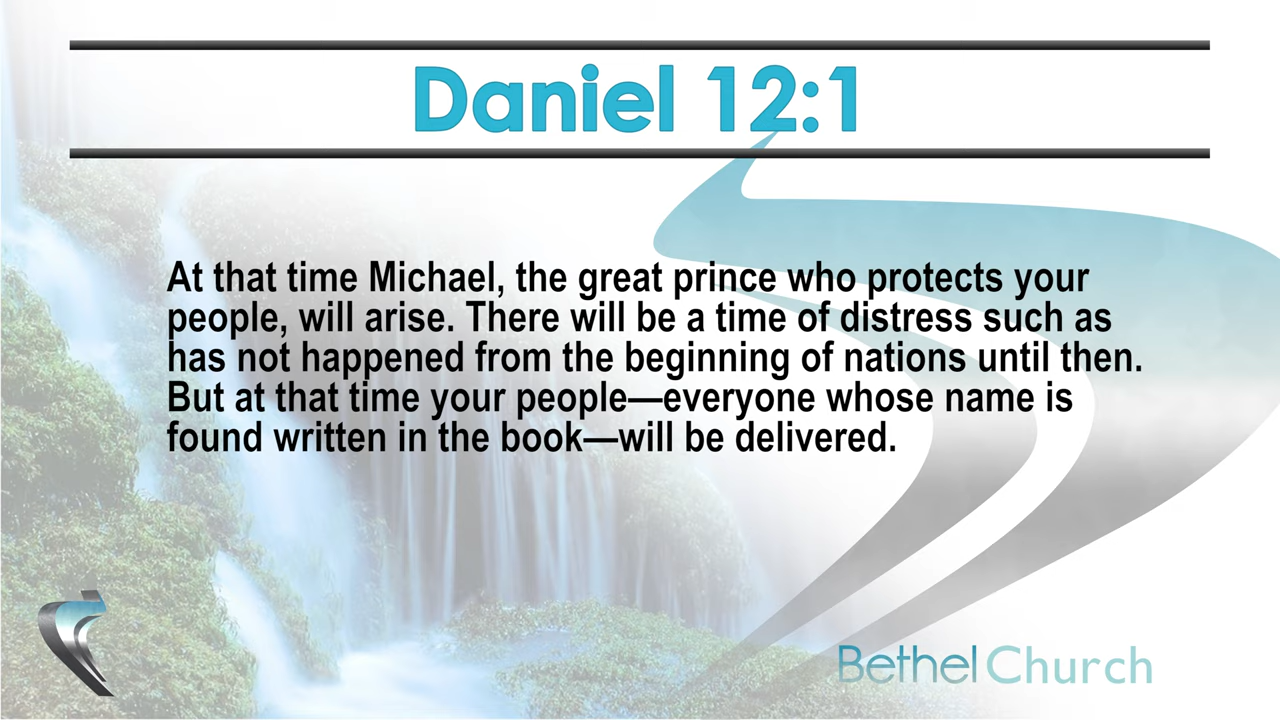 Daniel 12:1
At that time Michael, the great prince who protects your
people, will arise. There will be a time of distress such as
has not happened from the beginning of nations until then.
But at that time your people—everyone whose name is
found written in the book—will be delivered.
Bethel Church